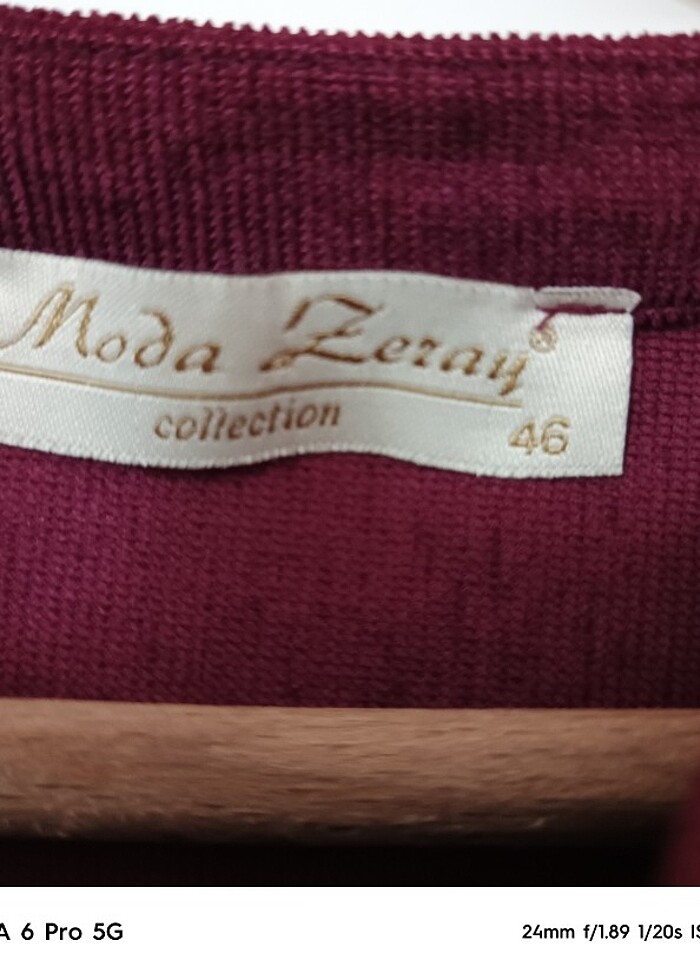 Moda Zeray®
collection
46
A 6 Pro 5G
24mm f/1.89 1/20s